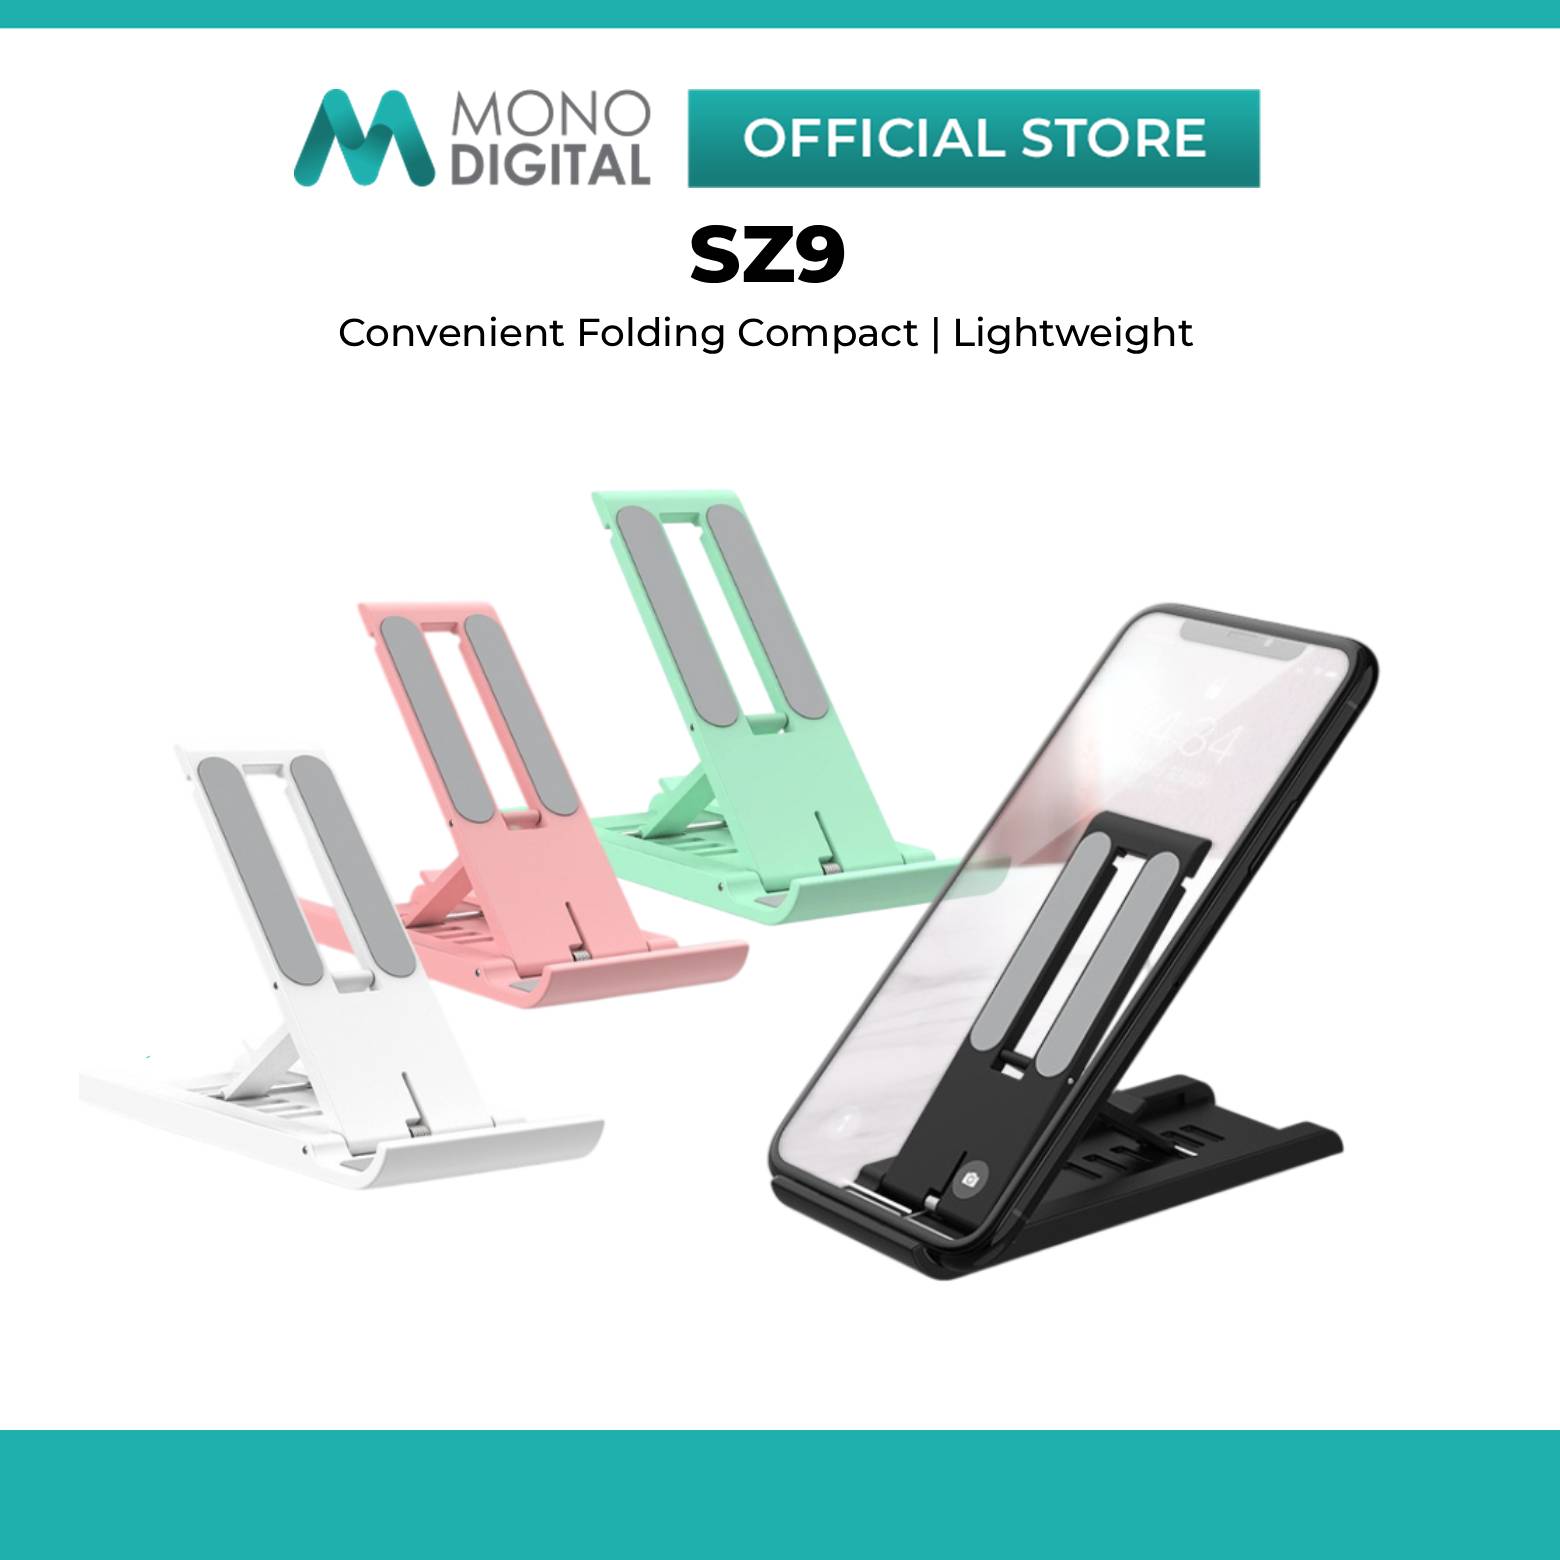 MONO
DIGITAL
OFFICIAL STORE
SZ9
Convenient Folding Compact | Lightweight